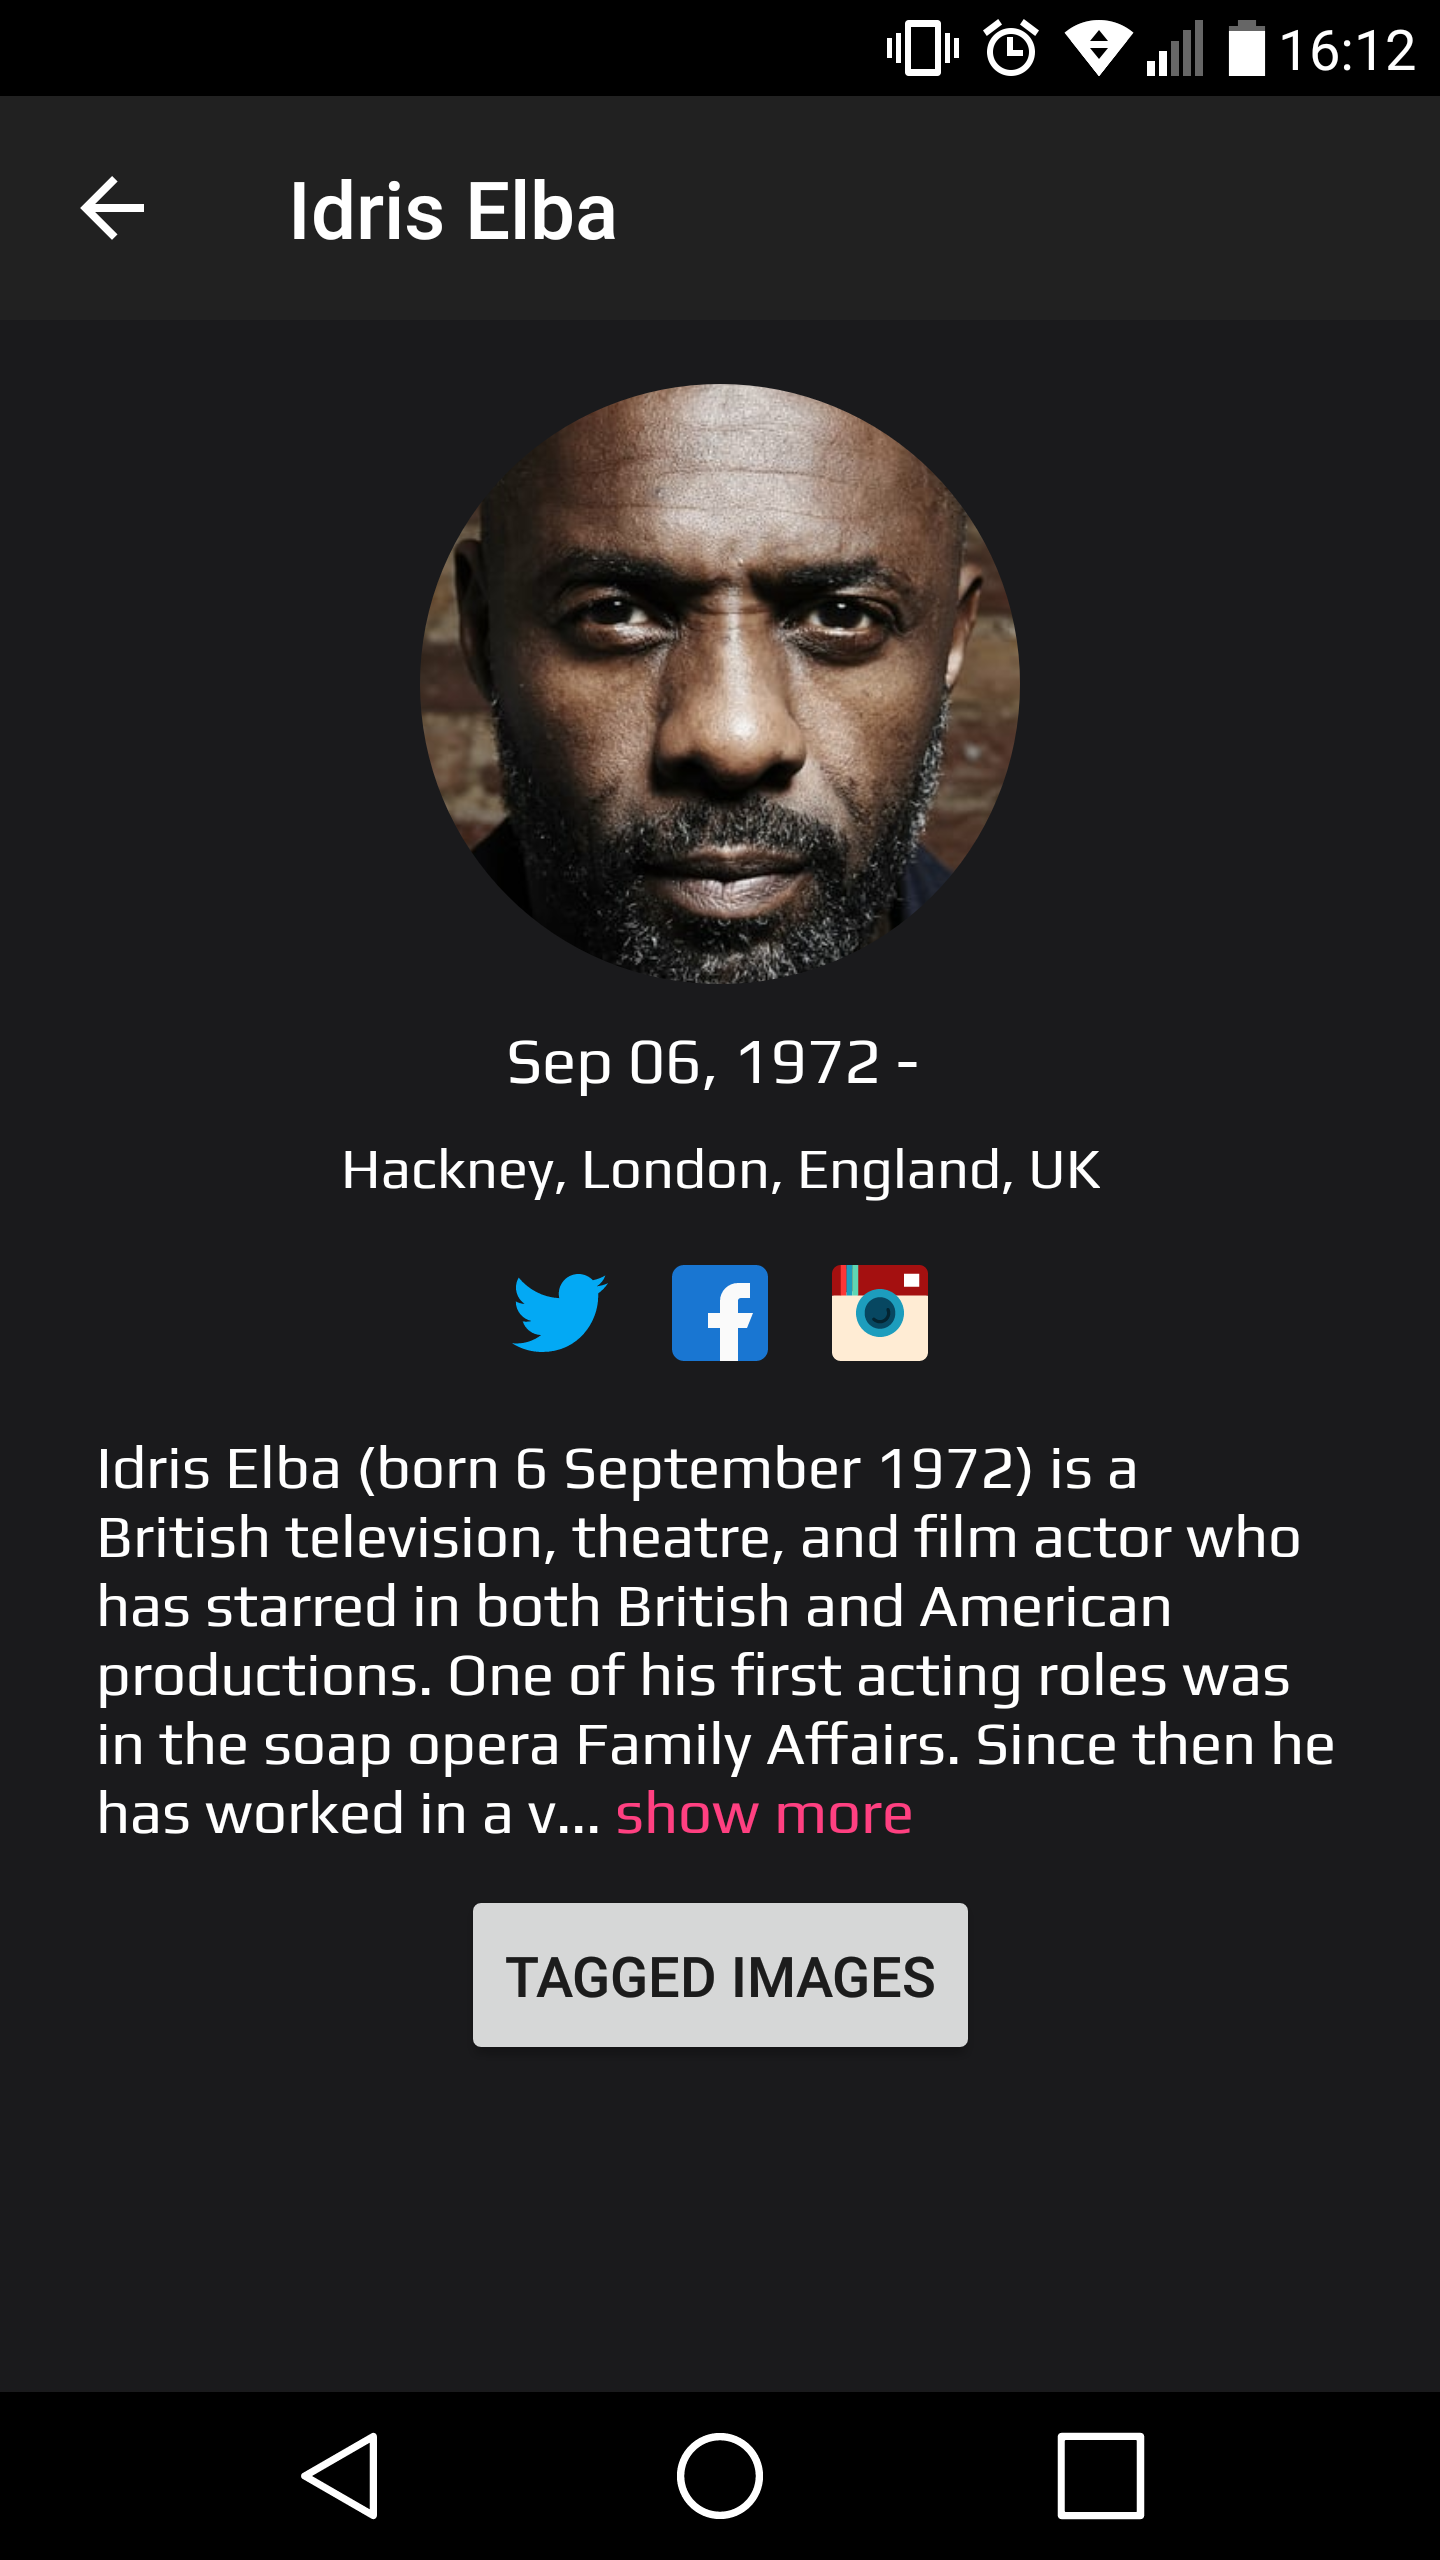 16:12
Idris Elba
Sep 06, 1972 -
Hackney, London, England, UK
Idris Elba (born 6 September 1972) is a
British television, theatre, and film actor who
has starred in both British and American
productions. One of his first acting roles was
in the soap opera Family Affairs. Since then he
has worked in a v... show more
TAGGED IMAGES